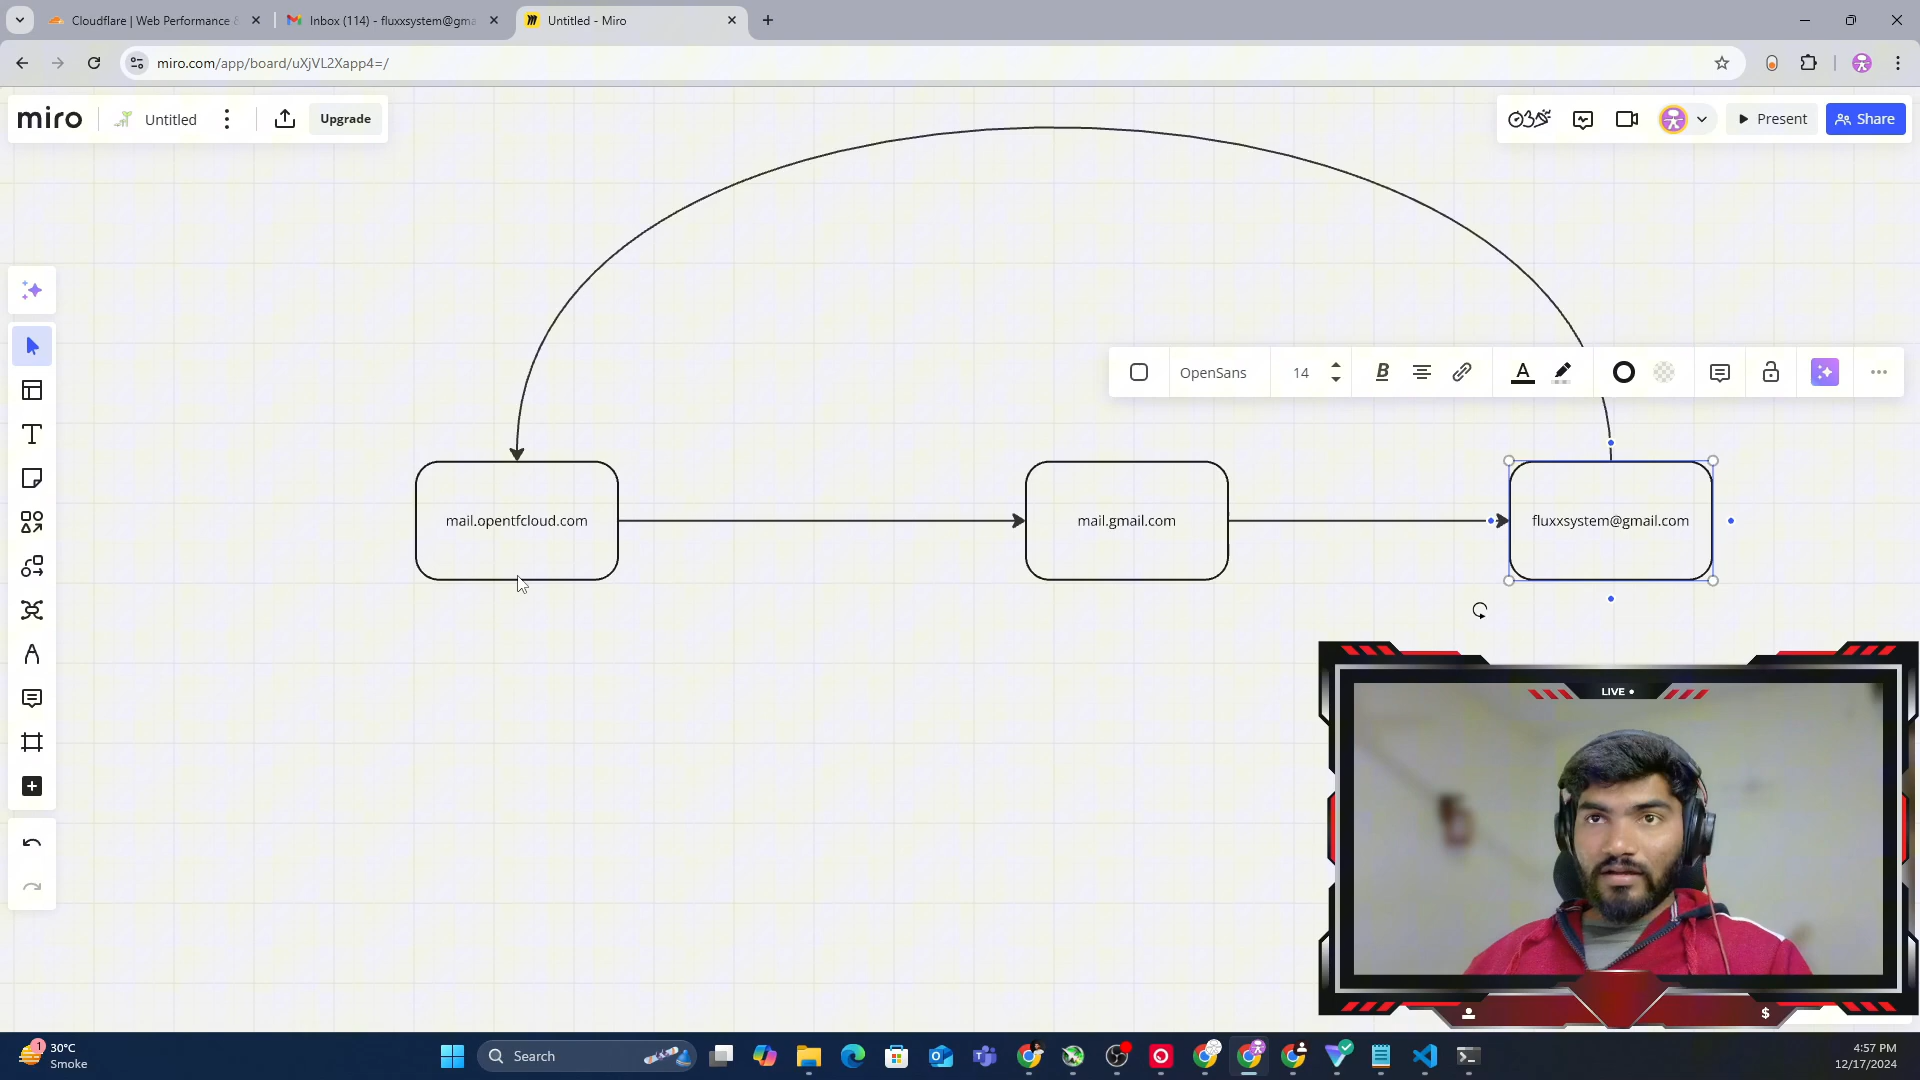 Cloudflare | Web Performance &
Inbox (114) - fluxxsystem@gma
Untitled - Miro
miro.com/app/board/uXjVL2Xapp4=/
miro
Untitled
Upgrade
Present
Share
OpenSans
14
B
A
mail.opentfcloud.com
mail.gmail.com
fluxxsystem@gmail.com
LIVE
$
1
30°C
Smoke
Search
4:57 PM
12/17/2024